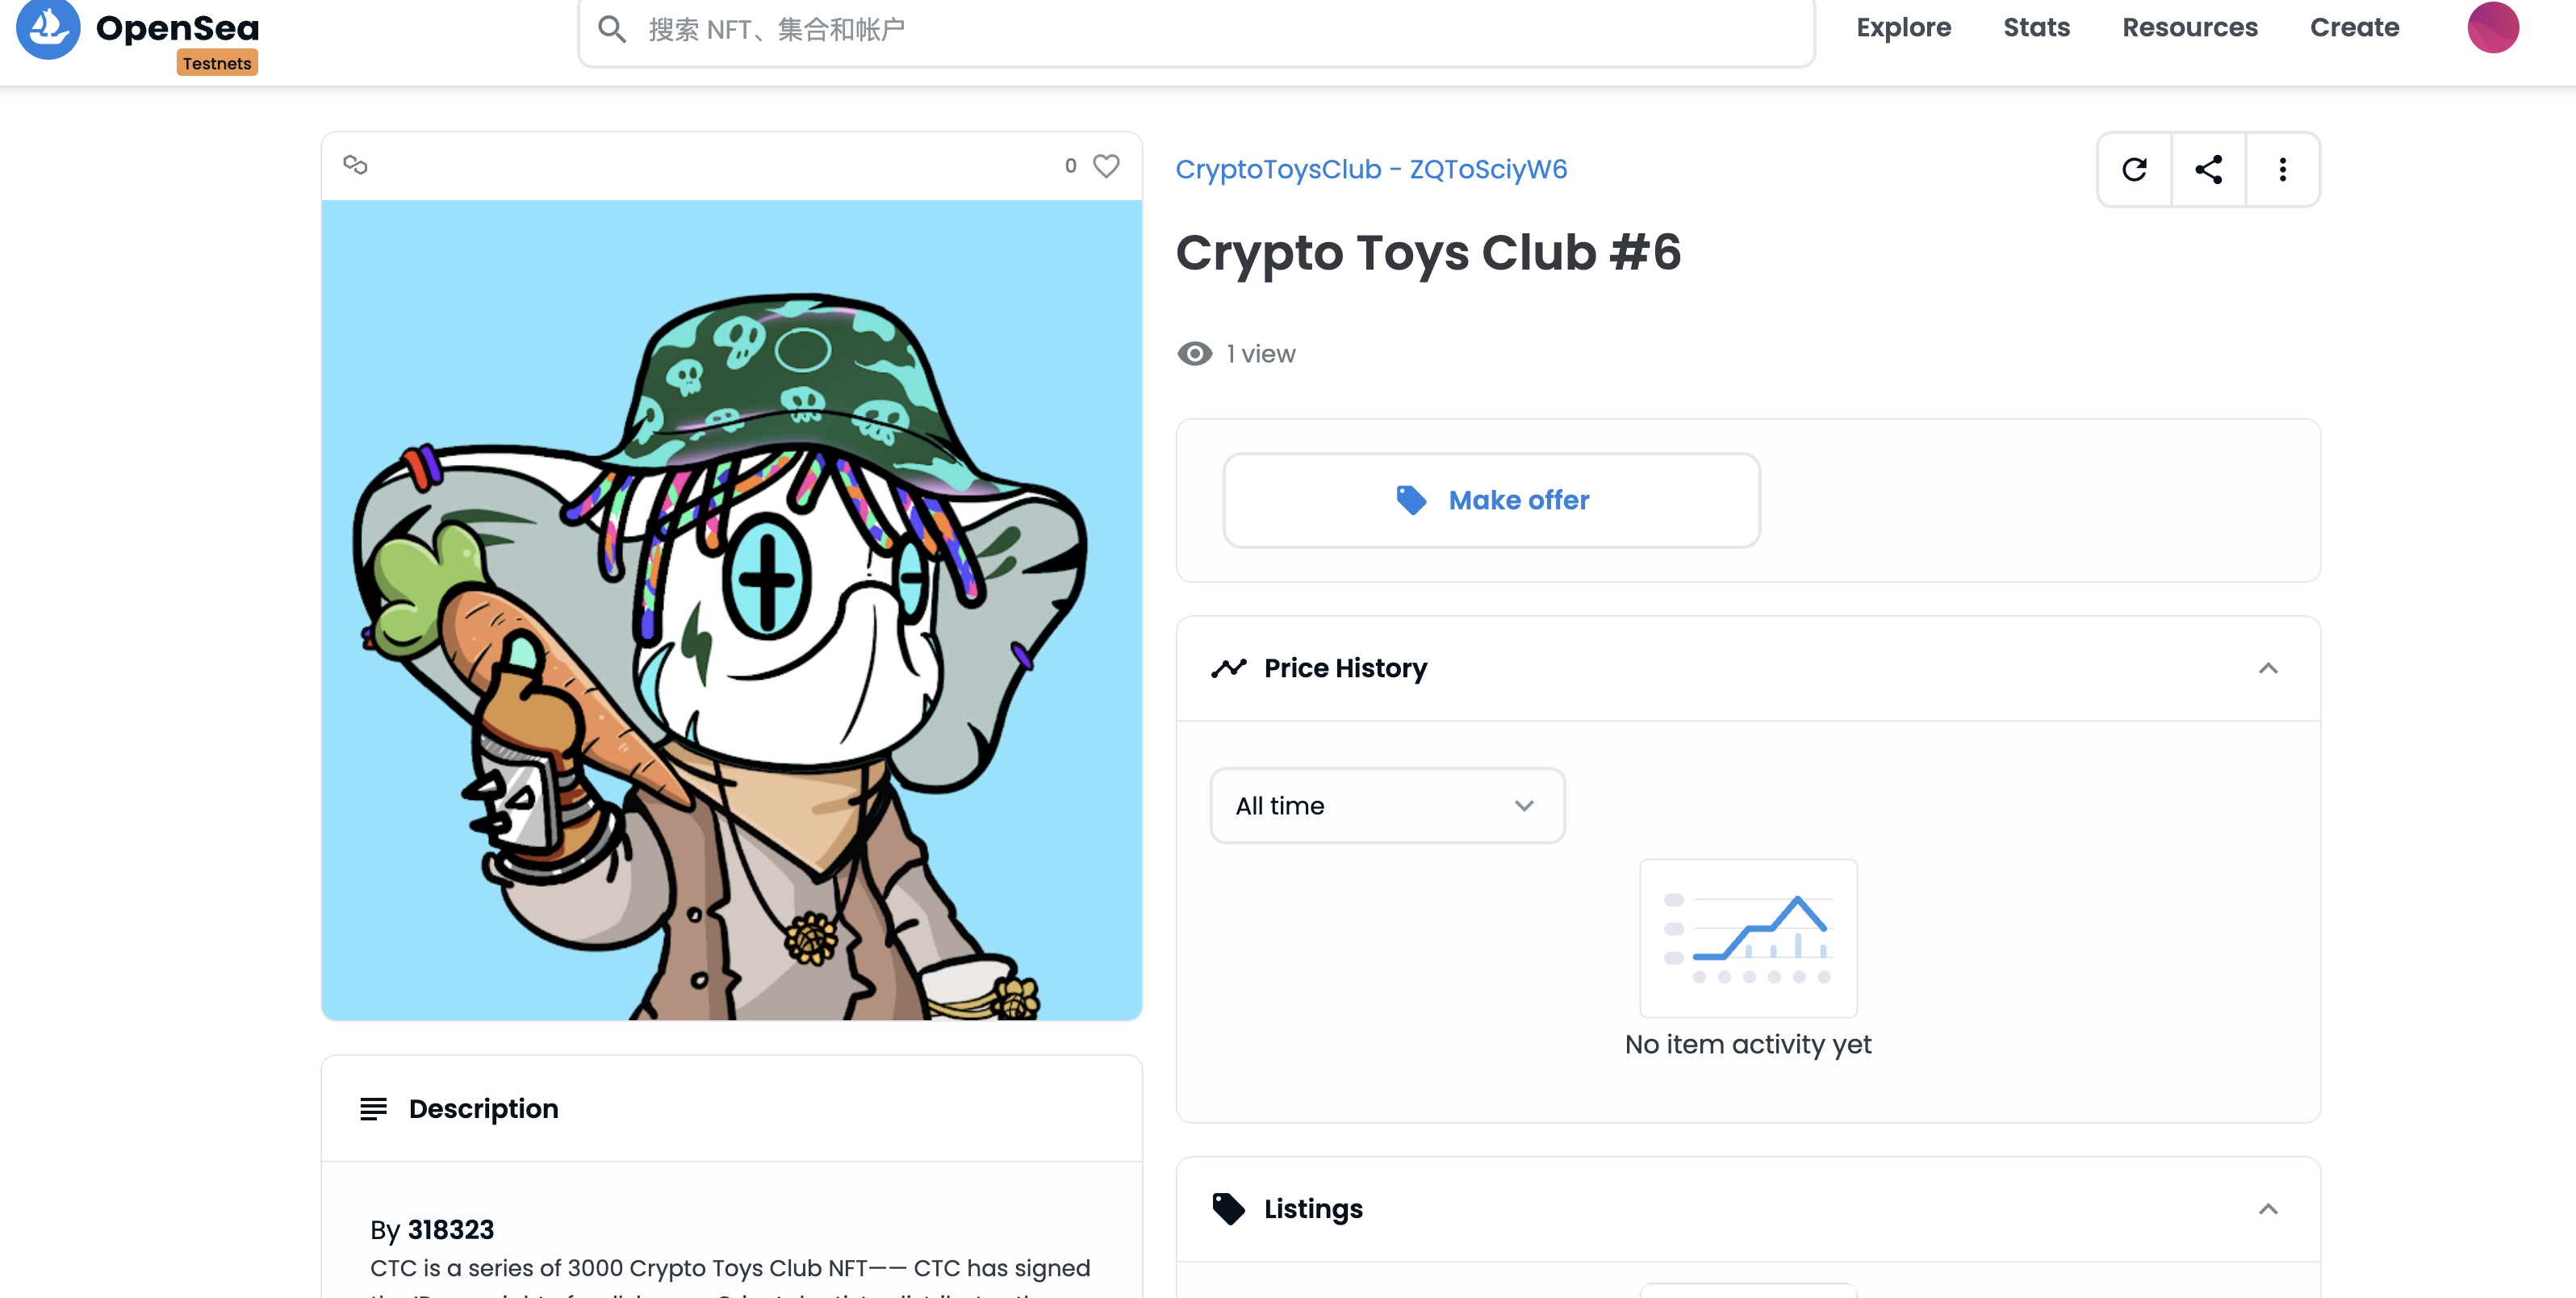 OpenSea
Testnets
搜索 NFT、集合和帐户
Explore
Stats
Resources
Create
0
CryptoToysClub - ZQToSciyW6
Crypto Toys Club #6
1 view
Make offer
Price History
All time
No item activity yet
Listings
Description
By 318323
CTC is a series of 3000 Crypto Toys Club NFT—— CTC has signed